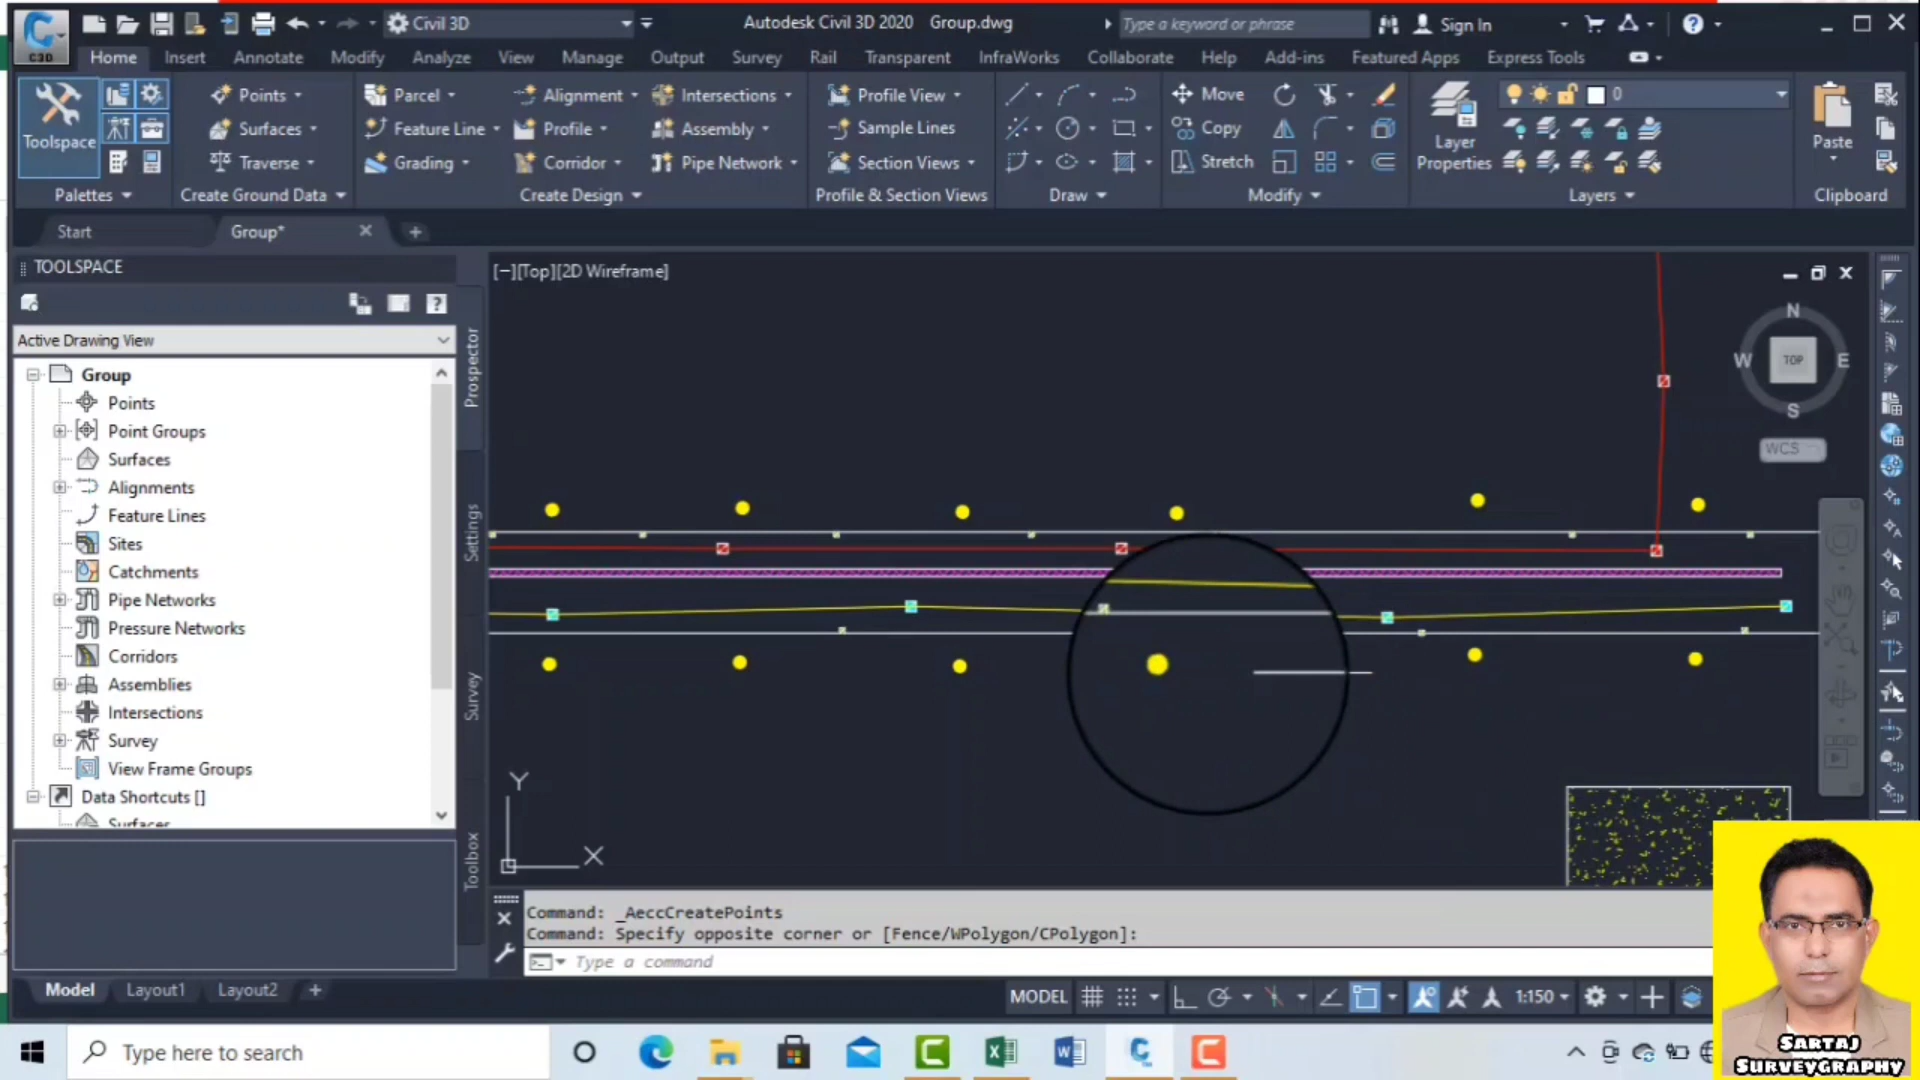 Civil 3D
Autodesk Civil 3D 2020 Group.dwg
Type a keyword or phrase
Sign In
C3D
Home Insert Annotate Modify Analyze View Manage Output Survey Rail Transparent InfraWorks Collaborate Help Add-ins Featured Apps Express Tools
Toolspace
Points
Surfaces
Traverse
Parcel
Feature Line
Grading
Alignment
Profile
Corridor
Intersections
Assembly
Pipe Network
Profile View
Sample Lines
Section Views
Move
Copy
Stretch
Layer
Properties
0
Paste
Palettes
Create Ground Data
Create Design
Profile & Section Views
Draw
Modify
Layers
Clipboard
Start
Group*
TOOLSPACE
Active Drawing View
Group
Points
Point Groups
Surfaces
Alignments
Feature Lines
Sites
Catchments
Pipe Networks
Pressure Networks
Corridors
Assemblies
Intersections
Survey
View Frame Groups
Data Shortcuts []
Surfaces
Prospector
Settings
Survey
Toolbox
[−][Top][2D Wireframe]
N
W
TOP
E
S
WCS
Y
X
Command: _AeccCreatePoints
Command: Specify opposite corner or [Fence/WPolygon/CPolygon]:
Type a command
Model
Layout1
Layout2
MODEL
1:150
Type here to search
SARTAJ
SURVEYGRAPHY